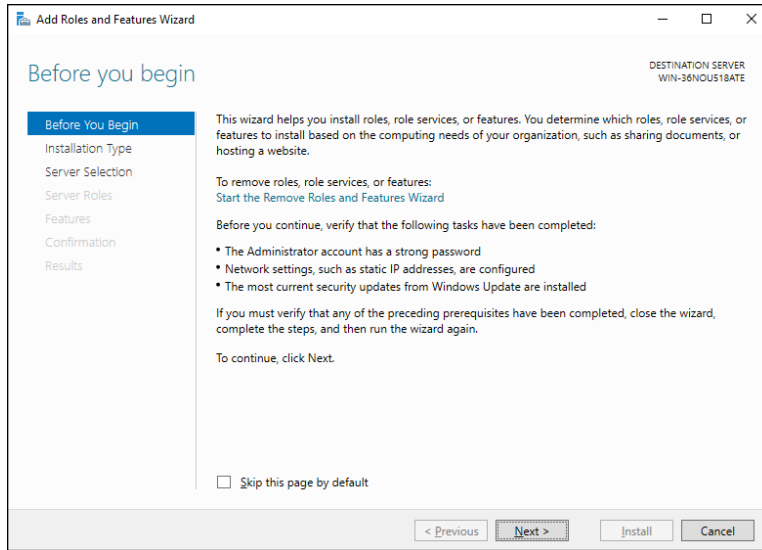 Add Roles and Features Wizard
Before you begin
DESTINATION SERVER
WIN-36NOU518ATE
Before You Begin
Installation Type
Server Selection
Server Roles
Features
Confirmation
Results
This wizard helps you install roles, role services, or features. You determine which roles, role services, or
features to install based on the computing needs of your organization, such as sharing documents, or
hosting a website.
To remove roles, role services, or features:
Start the Remove Roles and Features Wizard
Before you continue, verify that the following tasks have been completed:
• The Administrator account has a strong password
• Network settings, such as static IP addresses, are configured
• The most current security updates from Windows Update are installed
If you must verify that any of the preceding prerequisites have been completed, close the wizard,
complete the steps, and then run the wizard again.
To continue, click Next.
Skip this page by default
< Previous
Next >
Install
Cancel